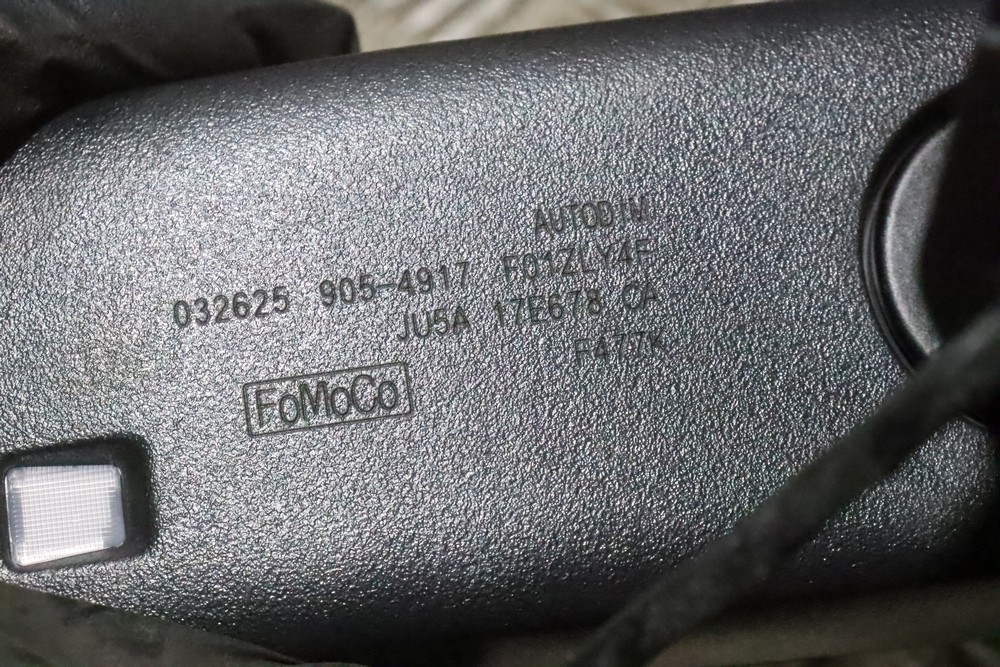 AUTODIM
032625 905-4917 F01ZLY4F
JU5A 17E678 CA
F477K
FoMoCo